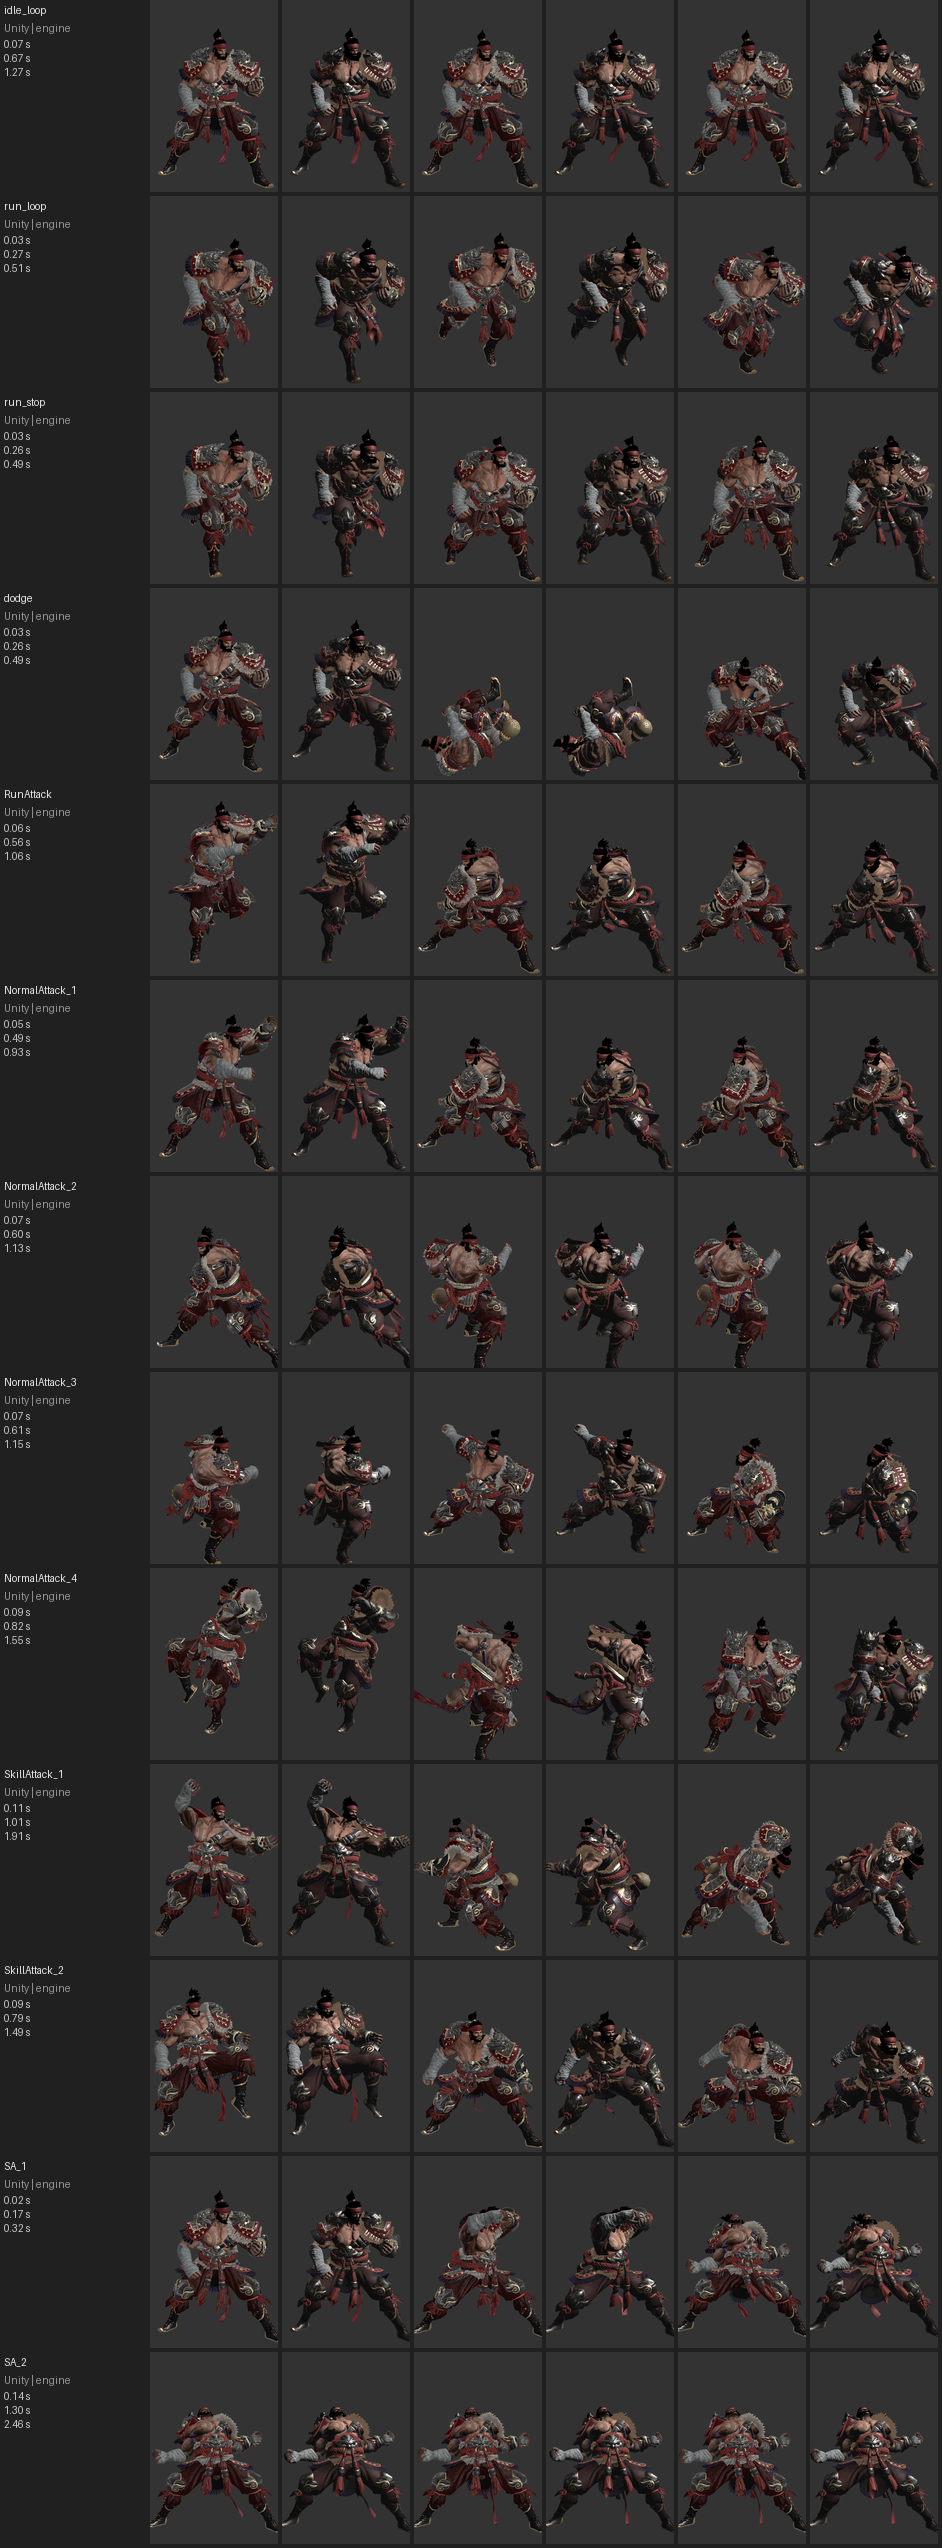 idle_loop
Unity | engine
0.07 s
0.67 s
1.27 s
run_loop
Unity | engine
0.03 s
0.27 s
0.51 s
run_stop
Unity | engine
0.03 s
0.26 s
0.49 s
dodge
Unity | engine
0.03 s
0.26 s
0.49 s
RunAttack
Unity | engine
0.06 s
0.56 s
1.06 s
NormalAttack_1
Unity | engine
0.05 s
0.49 s
0.93 s
NormalAttack_2
Unity | engine
0.07 s
0.60 s
1.13 s
NormalAttack_3
Unity | engine
0.07 s
0.61 s
1.15 s
NormalAttack_4
Unity | engine
0.09 s
0.82 s
1.55 s
SkillAttack_1
Unity | engine
0.11 s
1.01 s
1.91 s
SkillAttack_2
Unity | engine
0.09 s
0.79 s
1.49 s
SA_1
Unity | engine
0.02 s
0.17 s
0.32 s
SA_2
Unity | engine
0.14 s
1.30 s
2.46 s